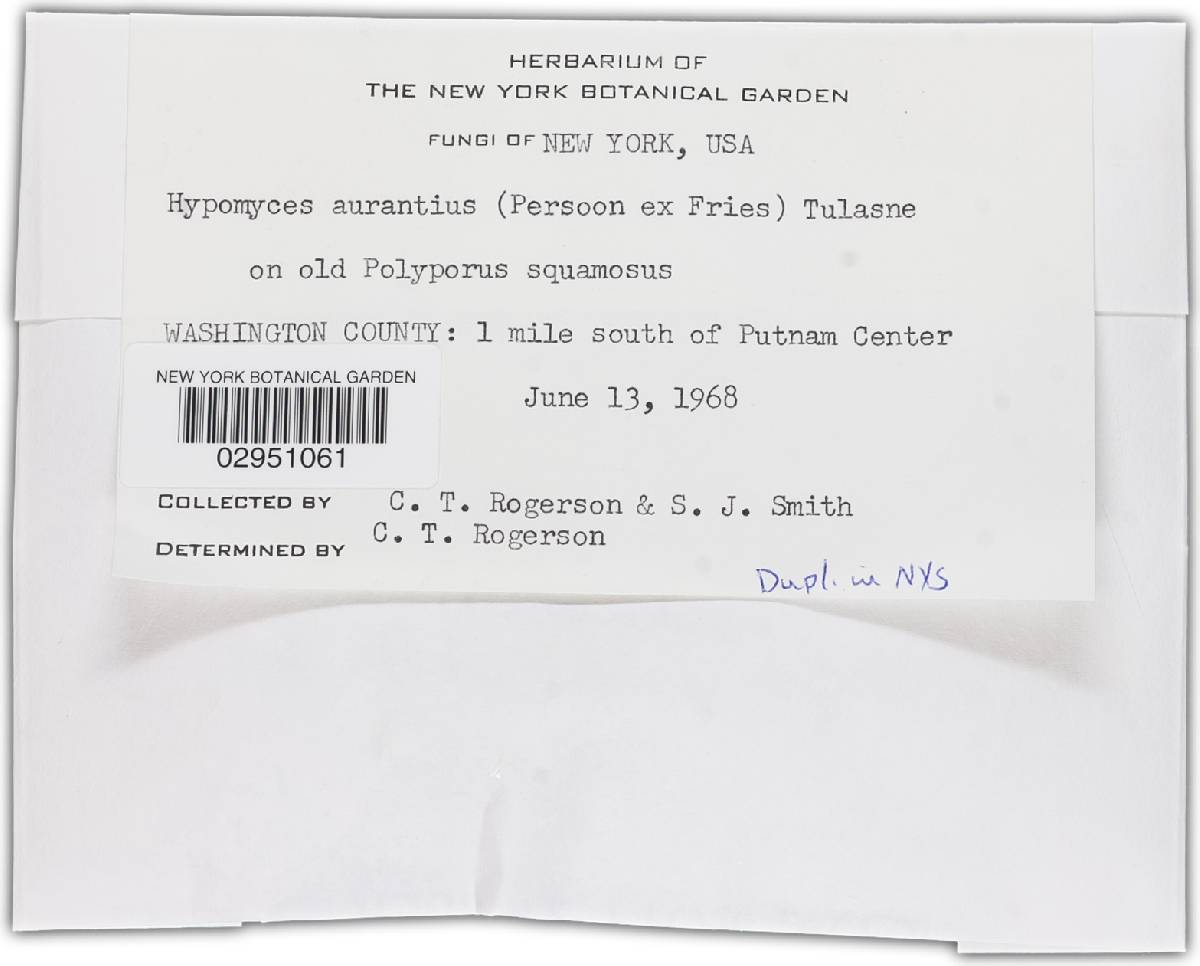 HERBARIUM OF
THE NEW YORK BOTANICAL GARDEN
FUNGI OF NEW YORK, USA
Hypomyces aurantius (Persoon ex Fries) Tulasne
on old Polyporus squamosus
WASHINGTON COUNTY: 1 mile south of Putnam Center
June 13, 1968
NEW YORK BOTANICAL GARDEN
02951061
COLLECTED BY C. T. Rogerson & S. J. Smith
DETERMINED BY C. T. Rogerson
Dupl. in NYS